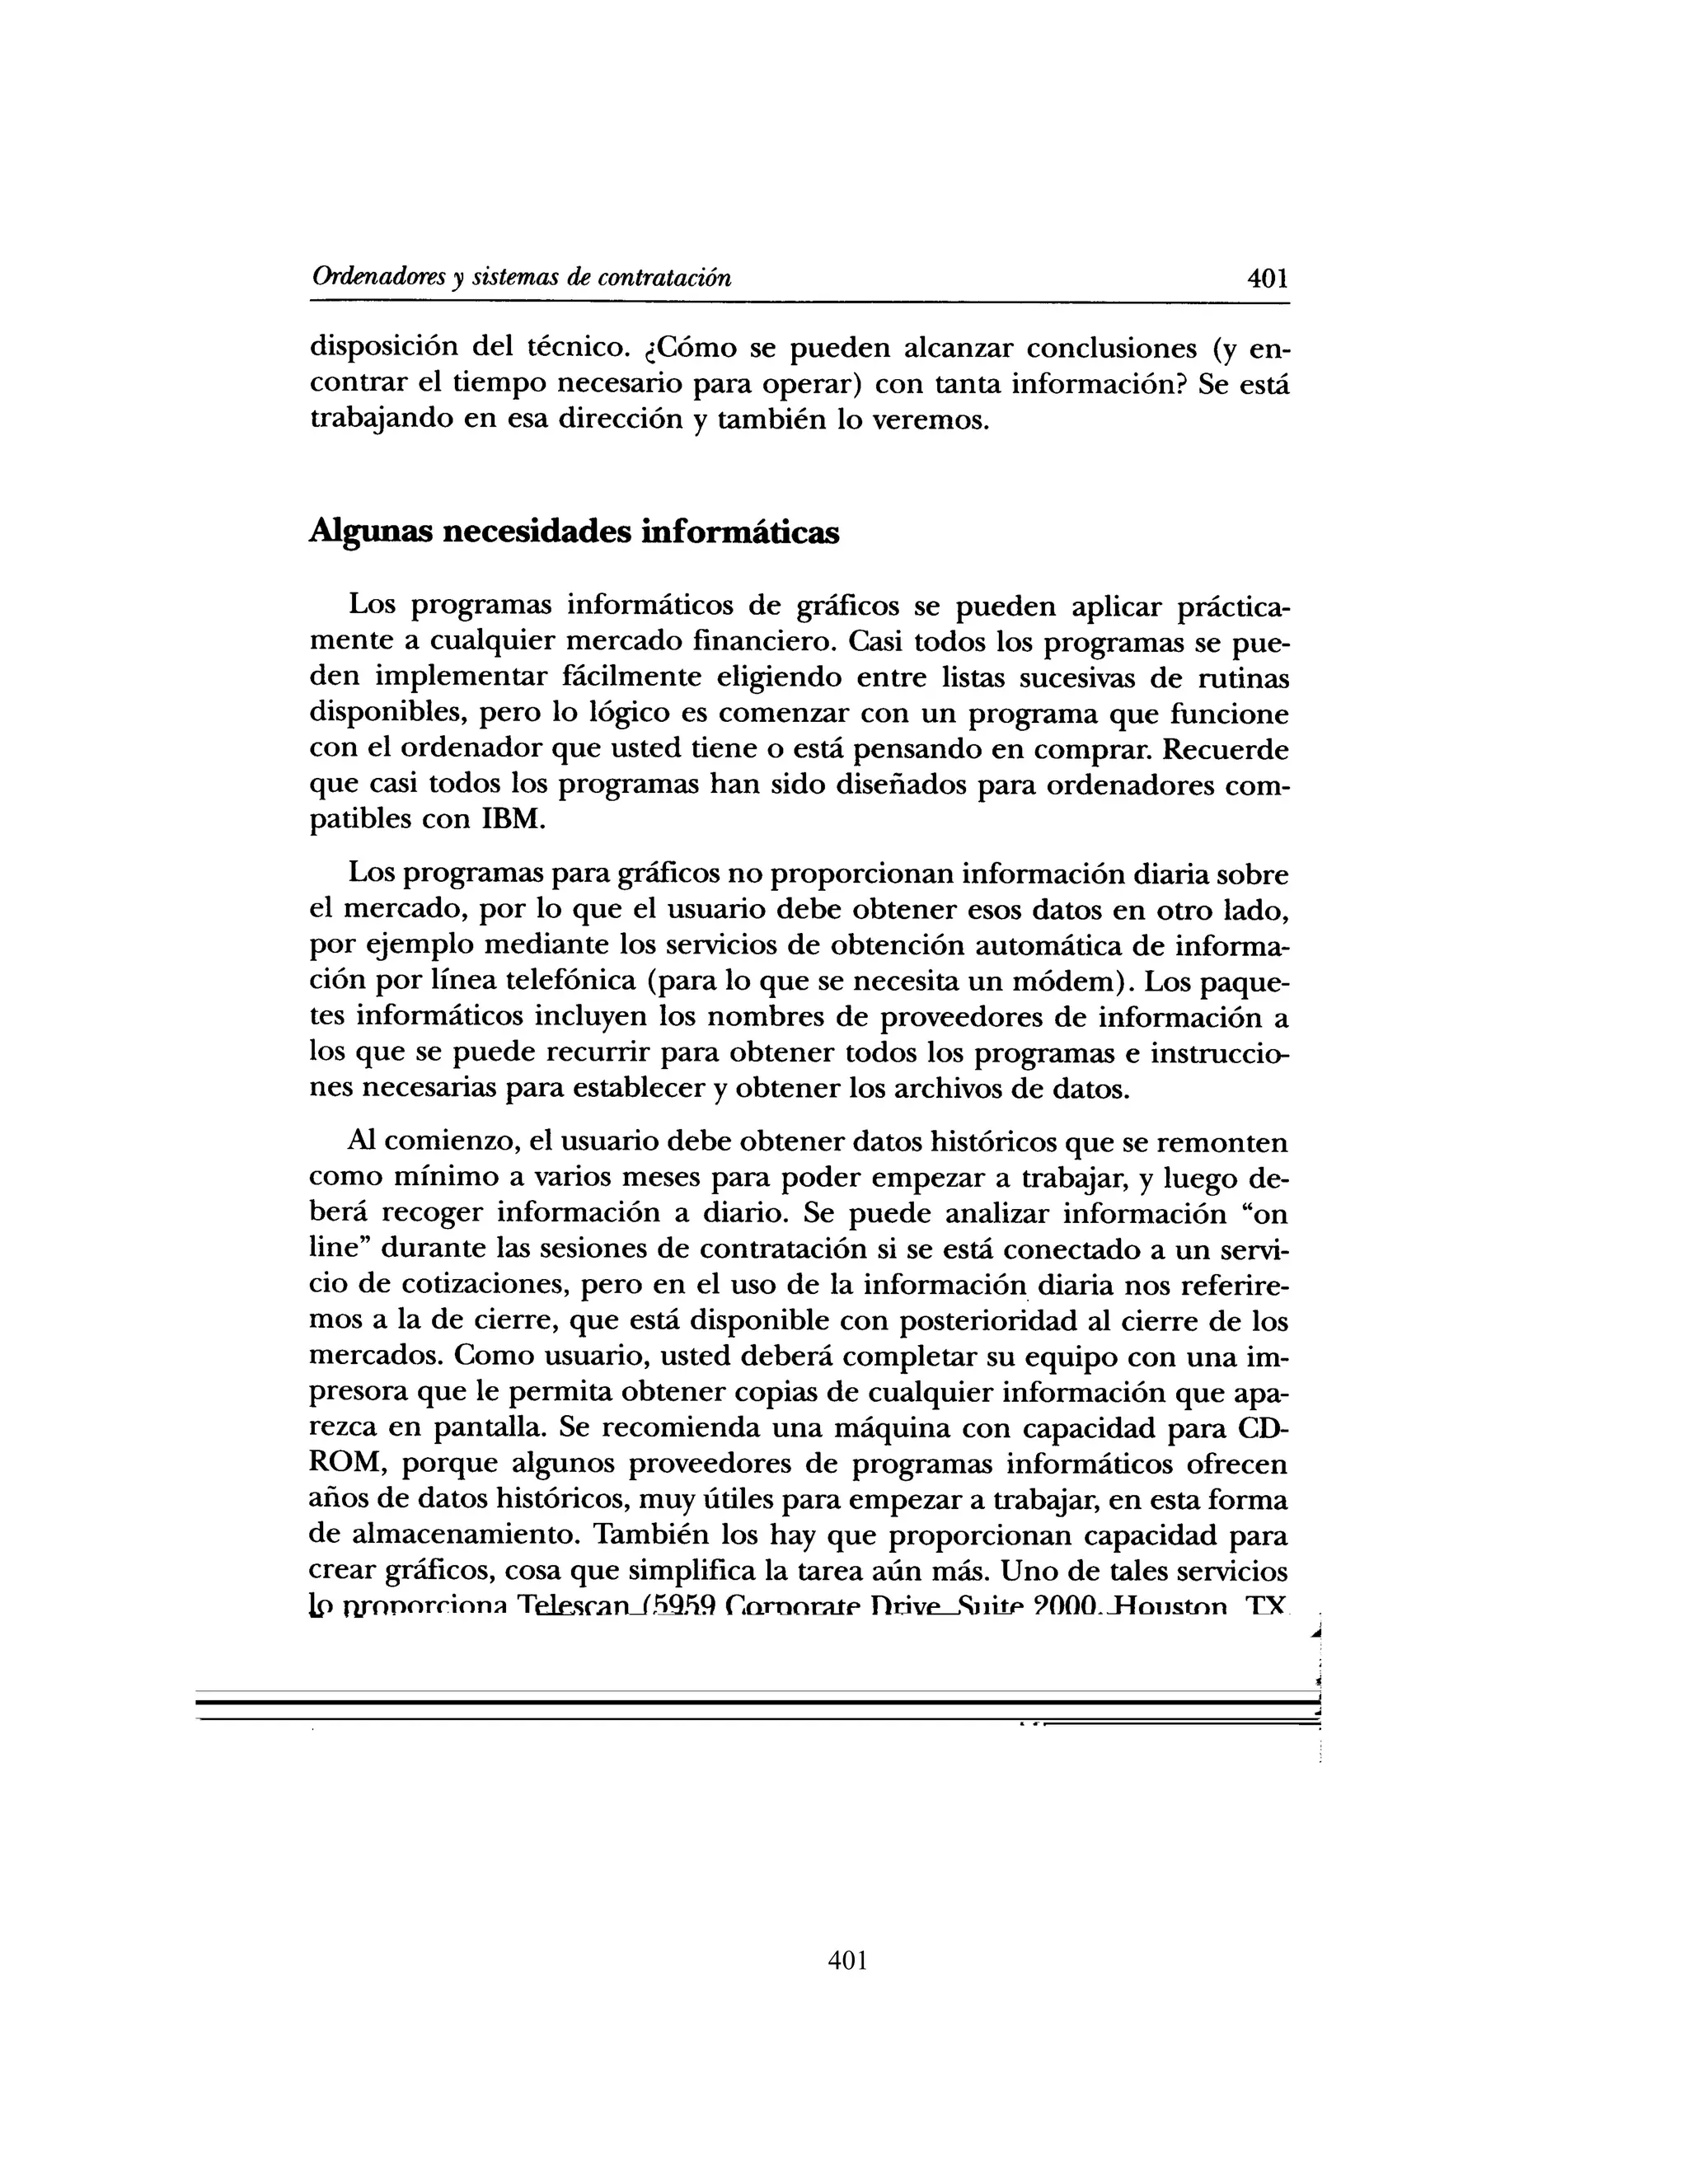 Ordenadores y sistemas de contratación 401
disposición del técnico. ¿Cómo se pueden alcanzar conclusiones (y en-
contrar el tiempo necesario para operar) con tanta información? Se está
trabajando en esa dirección y también lo veremos.
Algunas necesidades informáticas
Los programas informáticos de gráficos se pueden aplicar práctica-
mente a cualquier mercado financiero. Casi todos los programas se pue-
den implementar fácilmente eligiendo entre listas sucesivas de rutinas
disponibles, pero lo lógico es comenzar con un programa que funcione
con el ordenador que usted tiene o está pensando en comprar. Recuerde
que casi todos los programas han sido diseñados para ordenadores com-
patibles con IBM.
Los programas para gráficos no proporcionan información diaria sobre
el mercado, por lo que el usuario debe obtener esos datos en otro lado,
por ejemplo mediante los servicios de obtención automática de informa-
ción por línea telefónica (para lo que se necesita un módem). Los paque-
tes informáticos incluyen los nombres de proveedores de información a
los que se puede recurrir para obtener todos los programas e instruccio-
nes necesarias para establecer y obtener los archivos de datos.
Al comienzo, el usuario debe obtener datos históricos que se remonten
como mínimo a varios meses para poder empezar a trabajar, y luego de-
berá recoger información a diario. Se puede analizar información “on
line” durante las sesiones de contratación si se está conectado a un servi-
cio de cotizaciones, pero en el uso de la información diaria nos referire-
mos a la de cierre, que está disponible con posterioridad al cierre de los
mercados. Como usuario, usted deberá completar su equipo con una im-
presora que le permita obtener copias de cualquier información que apa-
rezca en pantalla. Se recomienda una máquina con capacidad para CD-
ROM, porque algunos proveedores de programas informáticos ofrecen
años de datos históricos, muy útiles para empezar a trabajar, en esta forma
de almacenamiento. También los hay que proporcionan capacidad para
crear gráficos, cosa que simplifica la tarea aún más. Uno de tales servicios
lo proporciona Telescan (5959 Corporate Drive Suite 2000, Houston TX
401